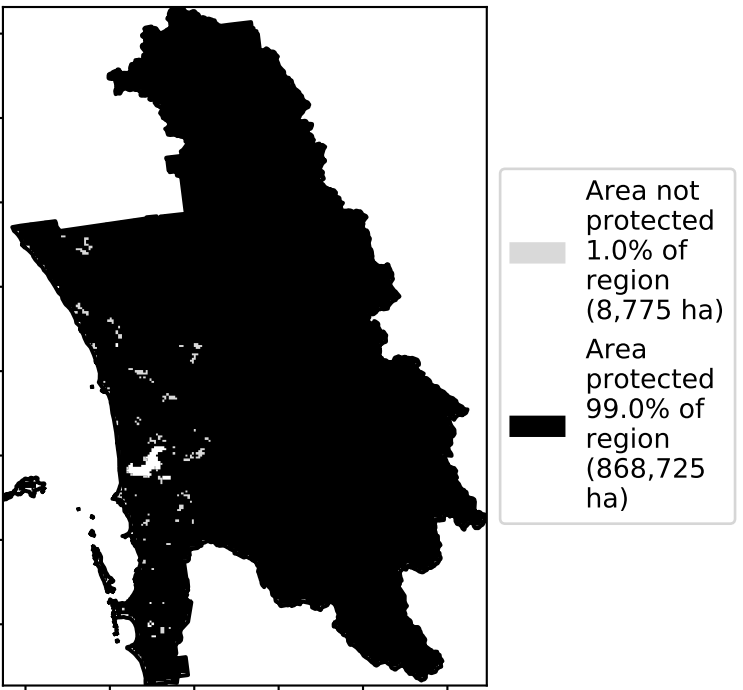 Area not
protected
1.0% of
region
(8,775 ha)
Area
protected
99.0% of
region
(868,725
ha)